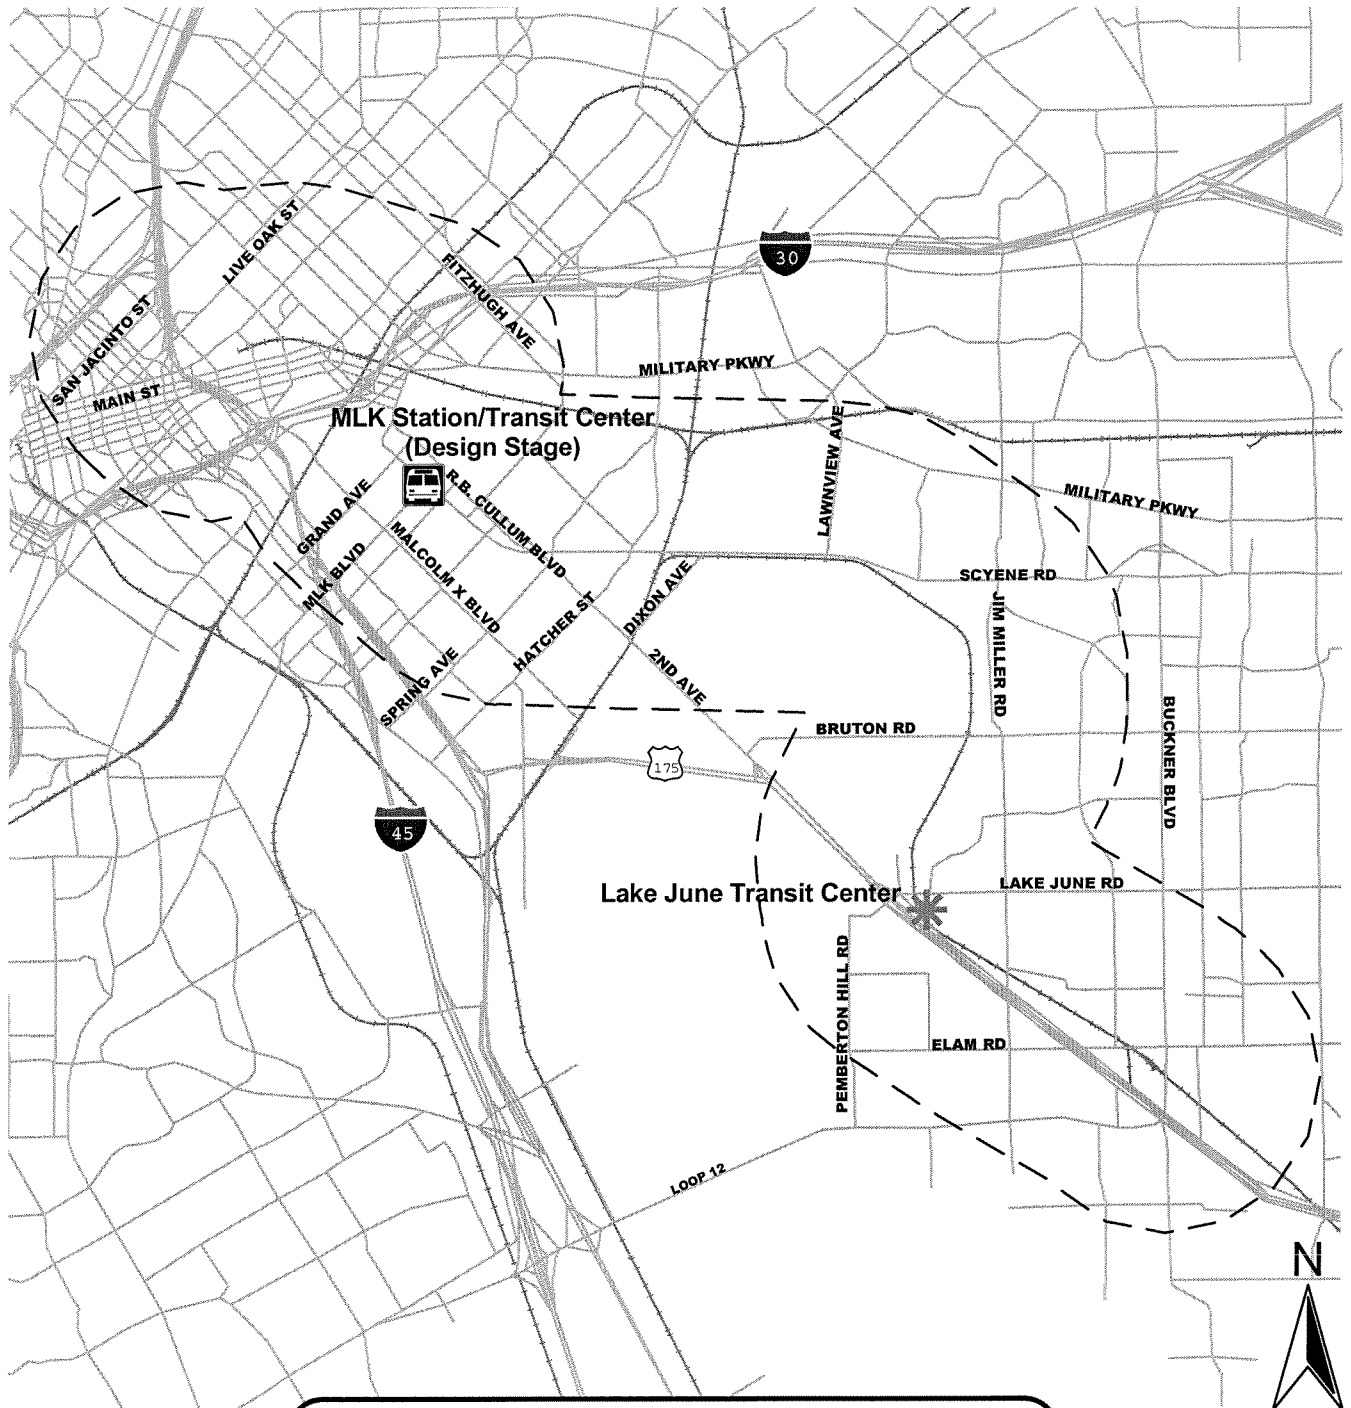 LIVE OAK ST
FITZHUGH AVE
30
SAN JACINTO ST
MAIN ST
MILITARY PKWY
MLK Station/Transit Center
(Design Stage)
LAWNVIEW AVE
R.B. CULLUM BLVD
GRAND AVE
MILITARY PKWY
MLK BLVD
MALCOLM X BLVD
SCYENE RD
DIXON AVE
HATCHER ST
JIM MILLER RD
SPRING AVE
2ND AVE
BRUTON RD
BUCKNER BLVD
175
45
Lake June Transit Center
LAKE JUNE RD
PEMBERTON HILL RD
ELAM RD
LOOP 12
N